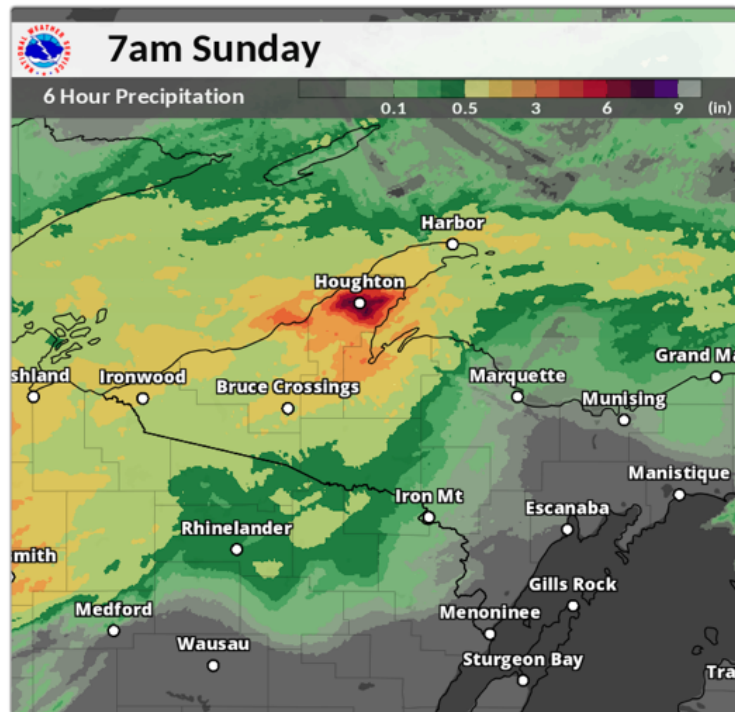 7am Sunday
6 Hour Precipitation
0.1 0.5 3 6 9 (in)
Harbor
Houghton
Grand Ma
shland Ironwood
Bruce Crossings
Marquette
Munising
Manistique
Iron Mt
Escanaba
Rhinelander
mith
Gills Rock
Medford
Menoninee
Wausau
Sturgeon Bay
Tra